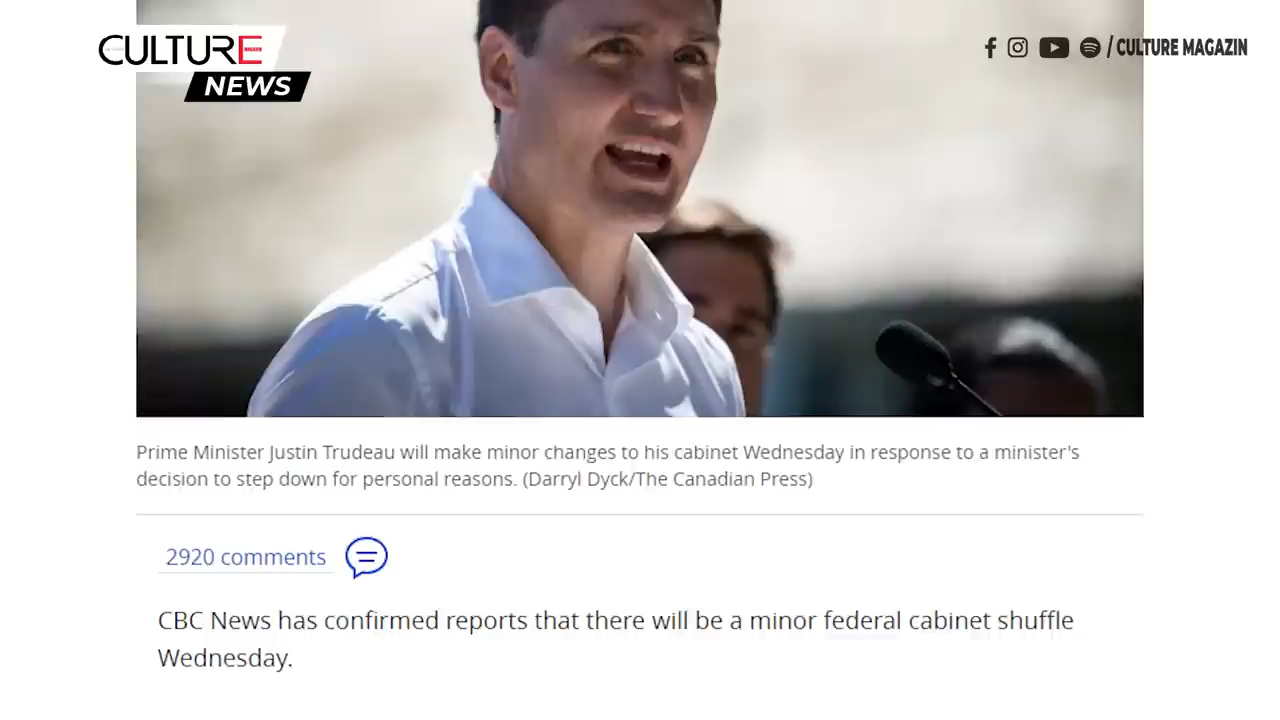 CULTURE
NEWS
/ CULTURE MAGAZIN
Prime Minister Justin Trudeau will make minor changes to his cabinet Wednesday in response to a minister's
decision to step down for personal reasons. (Darryl Dyck/The Canadian Press)
2920 comments
CBC News has confirmed reports that there will be a minor federal cabinet shuffle
Wednesday.